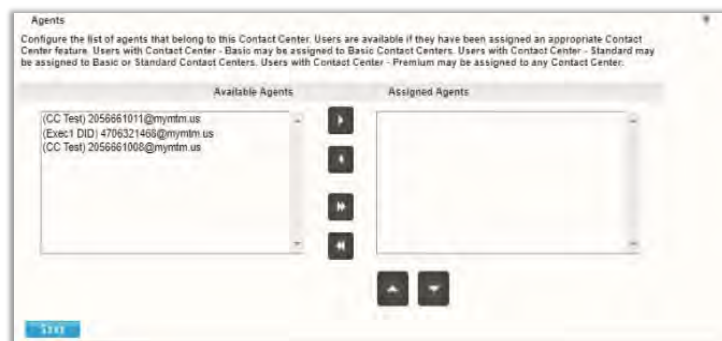 Agents
Configure the list of agents that belong to this Contact Center. Users are available if they have been assigned an appropriate Contact
Center feature. Users with Contact Center - Basic may be assigned to Basic Contact Centers. Users with Contact Center - Standard may
be assigned to Basic or Standard Contact Centers. Users with Contact Center - Premium may be assigned to any Contact Center.
Available Agents Assigned Agents
(CC Test) 2056661011@mymtm.us
(Exec1 DID) 4706321468@mymtm.us
(CC Test) 2056661008@mymtm.us
Save